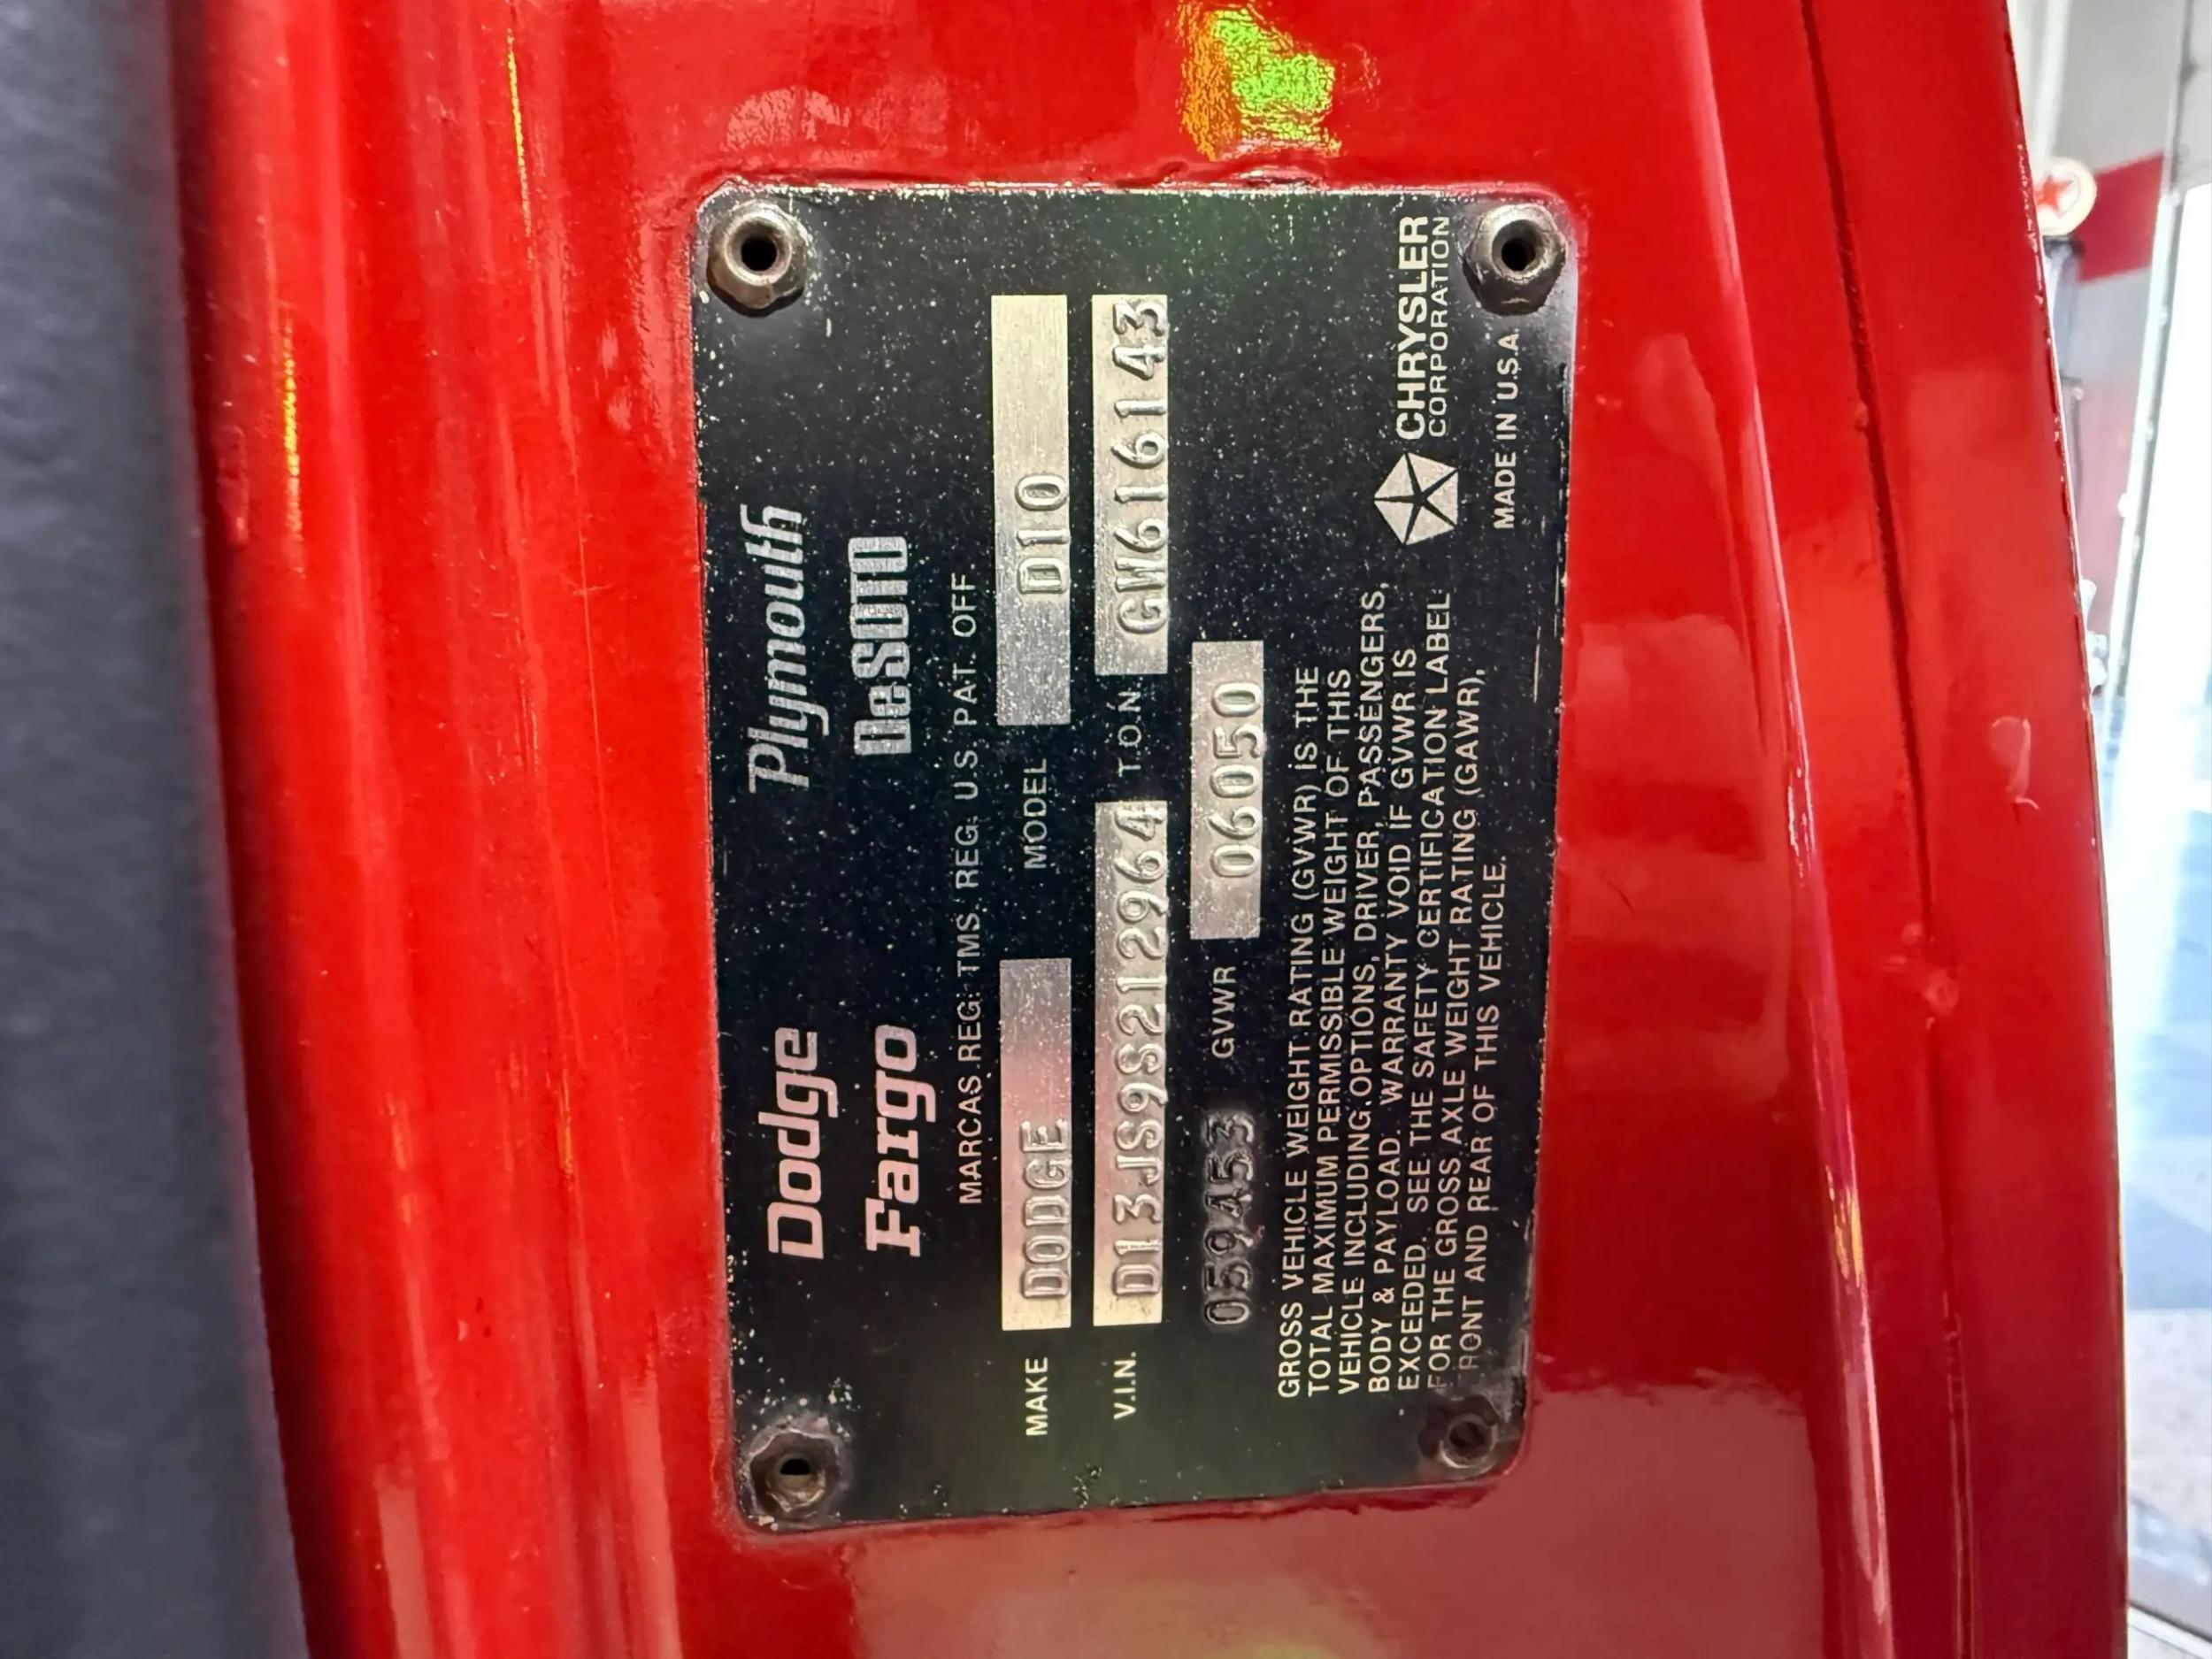 Dodge Plymouth
Fargo DeSOTO
MARCAS REG. TMS. REG. U.S. PAT. OFF.
MAKE DODGE MODEL D10
V.I.N. D13JS9S212964 T.O.N. GW616143
059453 GVWR 06050
GROSS VEHICLE WEIGHT RATING (GVWR) IS THE
TOTAL MAXIMUM PERMISSIBLE WEIGHT OF THIS
VEHICLE INCLUDING OPTIONS, DRIVER, PASSENGERS,
BODY & PAYLOAD. WARRANTY VOID IF GVWR IS
EXCEEDED. SEE THE SAFETY CERTIFICATION LABEL
FOR THE GROSS AXLE WEIGHT RATING (GAWR),
FRONT AND REAR OF THIS VEHICLE.
CHRYSLER
CORPORATION
MADE IN U.S.A